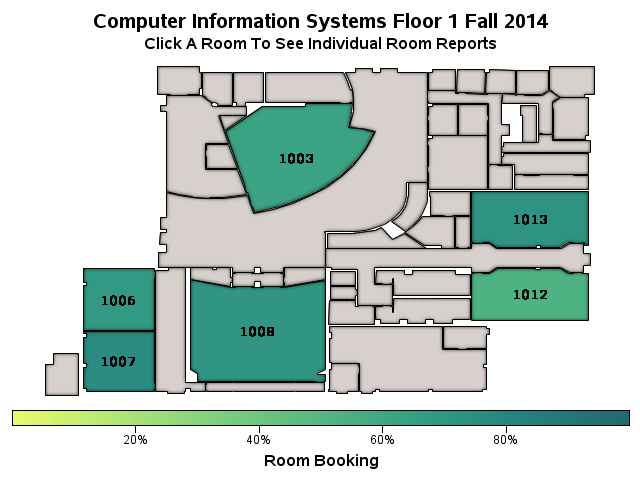 Computer Information Systems Floor 1 Fall 2014
Click A Room To See Individual Room Reports
1003
1013
1012
1006
1008
1007
20% 40% 60% 80%
Room Booking